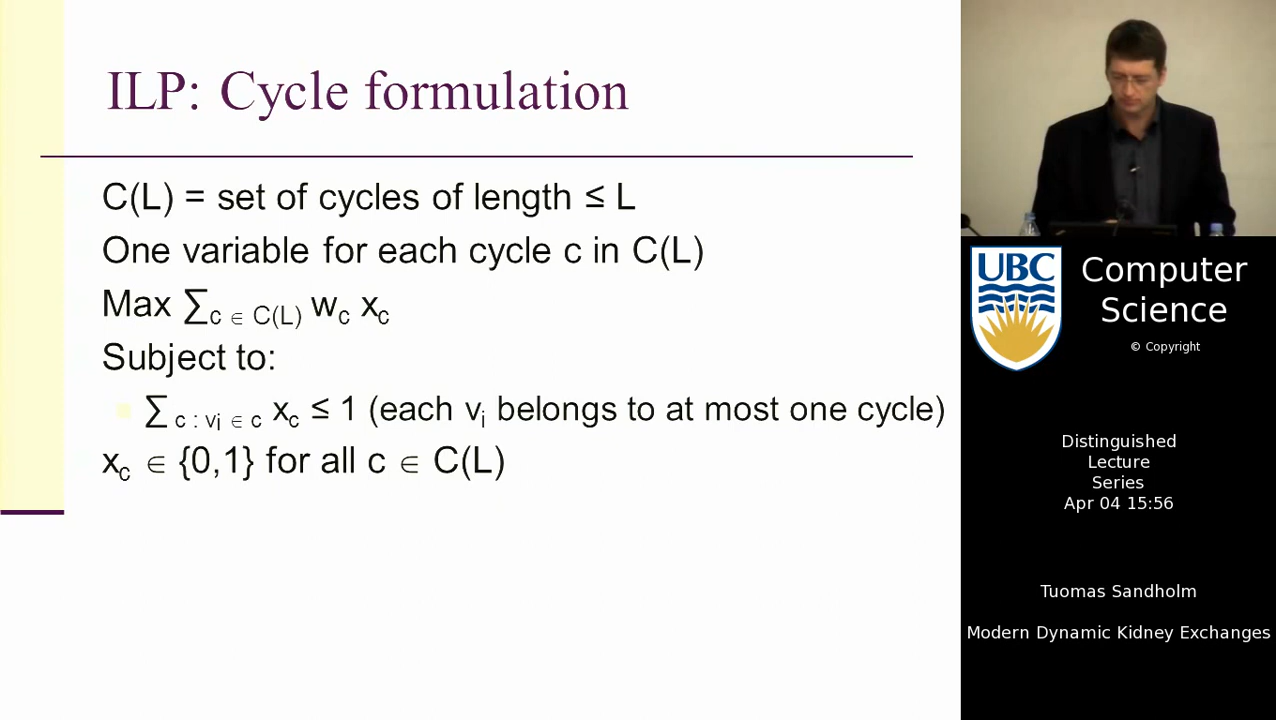 ILP: Cycle formulation
C(L) = set of cycles of length ≤ L
One variable for each cycle c in C(L)
Max ∑c ∈ C(L) wc xc
Subject to:
∑ c : vi ∈ c xc ≤ 1 (each vi belongs to at most one cycle)
xc ∈ {0,1} for all c ∈ C(L)
UBC
Computer
Science
© Copyright
Distinguished
Lecture
Series
Apr 04 15:56
Tuomas Sandholm
Modern Dynamic Kidney Exchanges